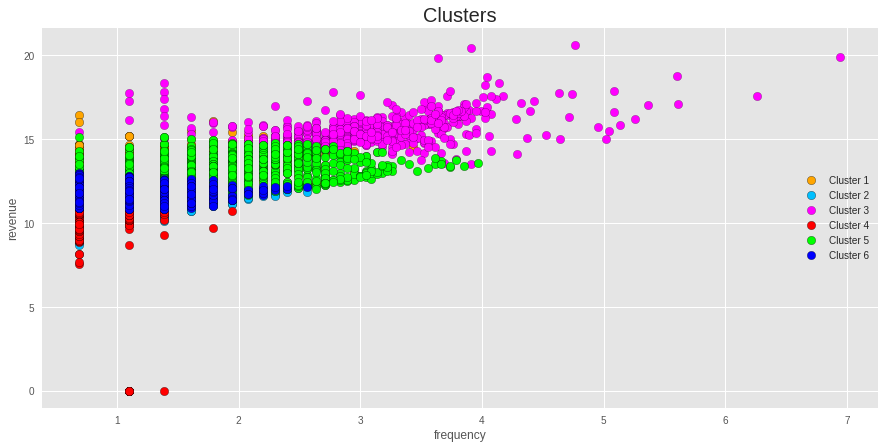 Clusters
revenue
20
15
10
5
0
Cluster 1
Cluster 2
Cluster 3
Cluster 4
Cluster 5
Cluster 6
1 2 3 4 5 6 7
frequency